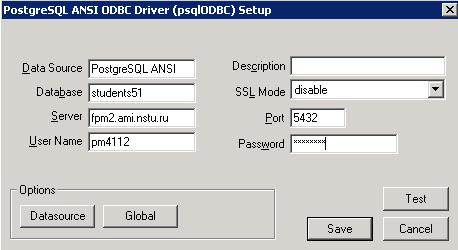 PostgreSQL ANSI ODBC Driver (psqlODBC) Setup
Data Source PostgreSQL ANSI Description
Database students51 SSL Mode disable
Server fpm2.ami.nstu.ru Port 5432
User Name pm4112 Password ********
Options
Datasource Global Test
Save Cancel